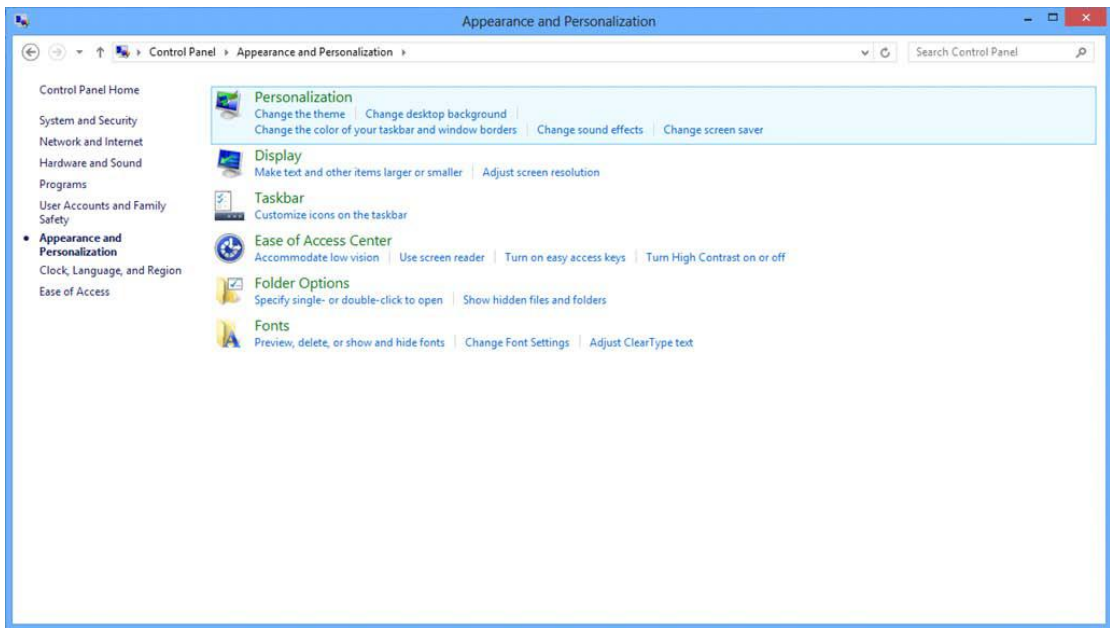 Appearance and Personalization
Control Panel Appearance and Personalization
Search Control Panel
Control Panel Home
System and Security
Network and Internet
Hardware and Sound
Programs
User Accounts and Family
Safety
Appearance and
Personalization
Clock, Language, and Region
Ease of Access
Personalization
Change the theme Change desktop background
Change the color of your taskbar and window borders Change sound effects Change screen saver
Display
Make text and other items larger or smaller Adjust screen resolution
Taskbar
Customize icons on the taskbar
Ease of Access Center
Accommodate low vision Use screen reader Turn on easy access keys Turn High Contrast on or off
Folder Options
Specify single- or double-click to open Show hidden files and folders
Fonts
Preview, delete, or show and hide fonts Change Font Settings Adjust ClearType text